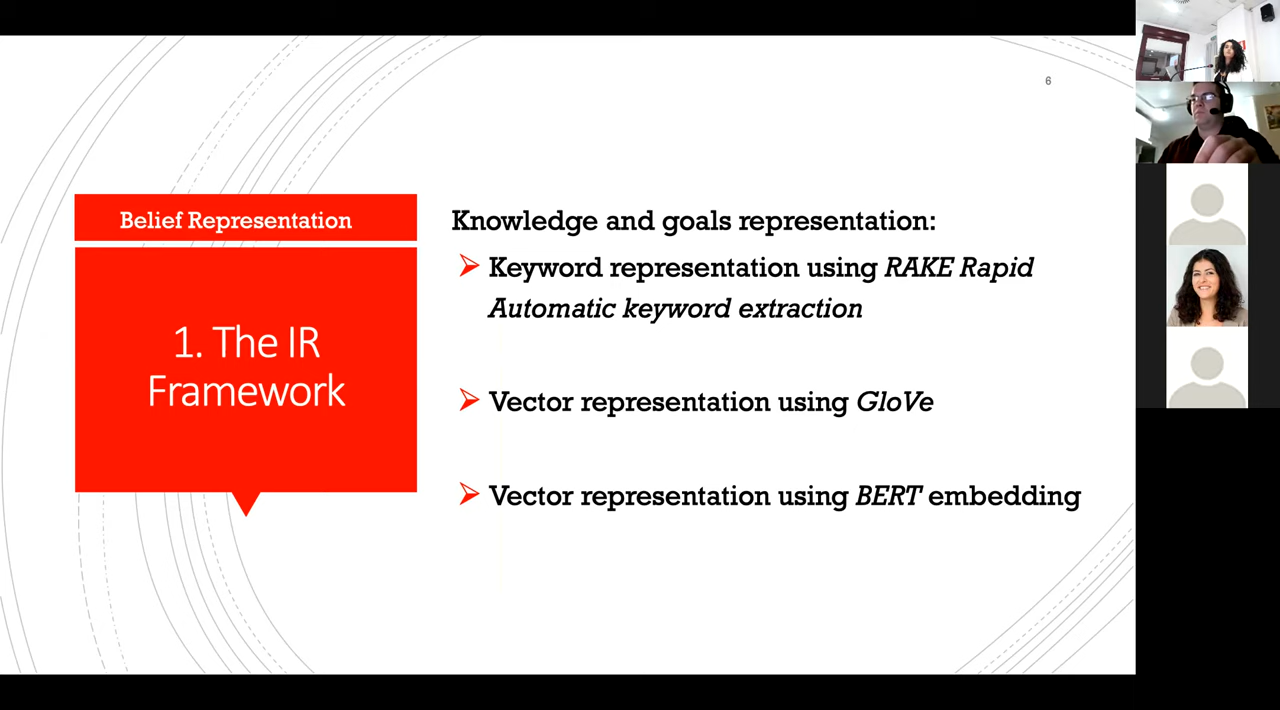 6
Belief Representation
1. The IR
Framework
Knowledge and goals representation:
Keyword representation using RAKE Rapid
Automatic keyword extraction
Vector representation using GloVe
Vector representation using BERT embedding